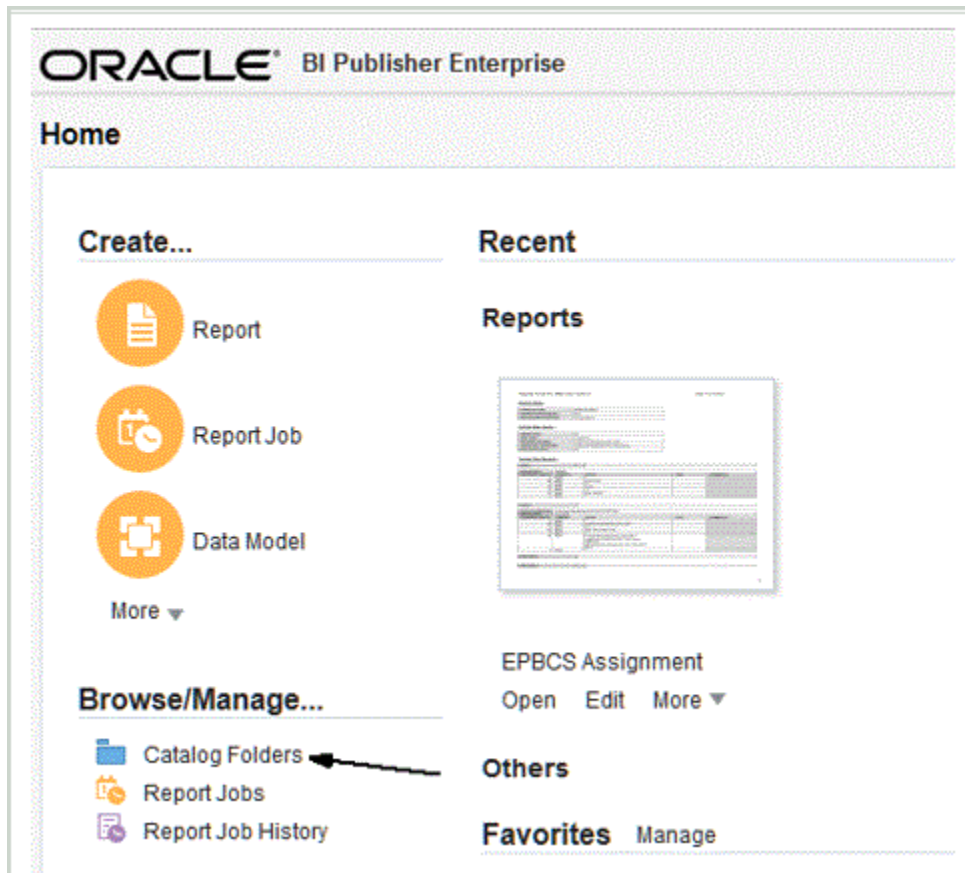 ORACLE® BI Publisher Enterprise
Home
Create...
Report
Report Job
Data Model
More
Browse/Manage...
Catalog Folders
Report Jobs
Report Job History
Recent
Reports
EPBCS Assignment
Open Edit More
Others
Favorites Manage